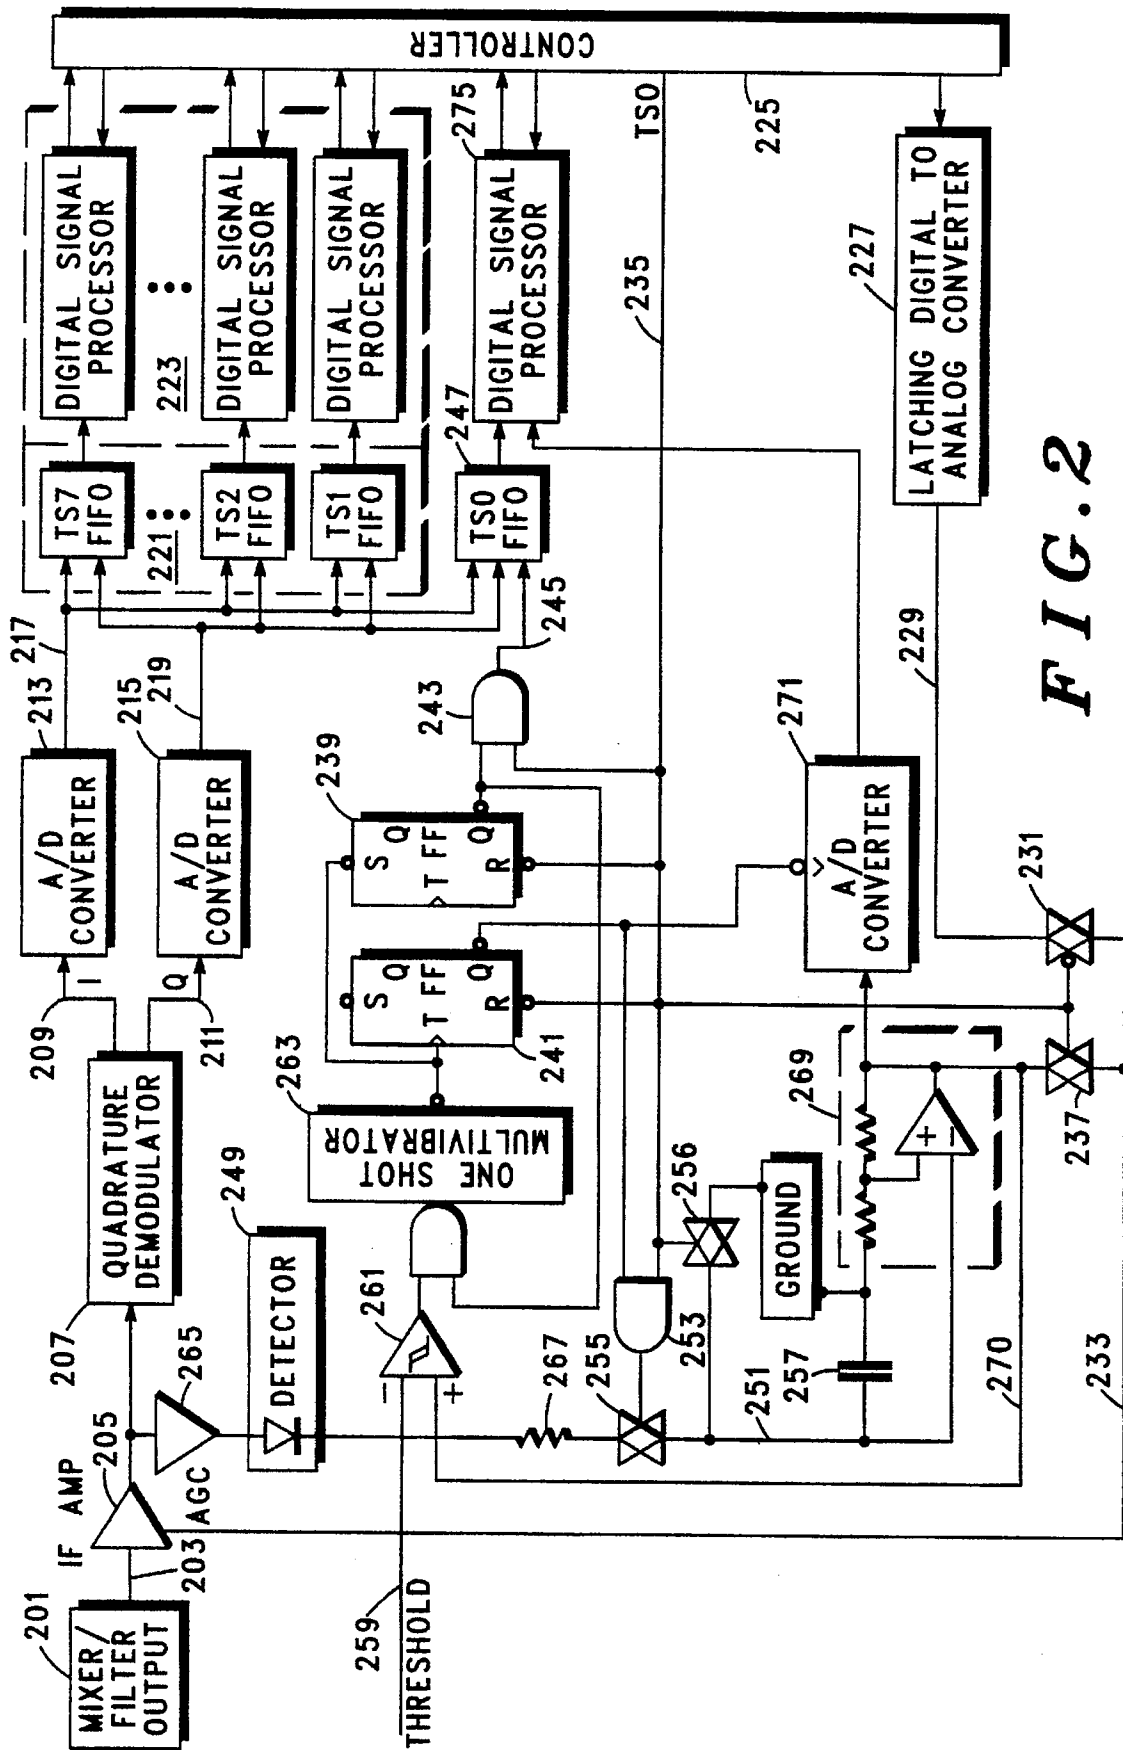 201
MIXER/
FILTER
OUTPUT
203
IF AMP
205
AGC
265
207
QUADRATURE
DEMODULATOR
209
I
211
Q
213
A/D
CONVERTER
215
A/D
CONVERTER
217
219
221
TS7
FIFO
TS2
FIFO
TS1
FIFO
247
TS0
FIFO
223
DIGITAL SIGNAL
PROCESSOR
DIGITAL SIGNAL
PROCESSOR
DIGITAL SIGNAL
PROCESSOR
275
DIGITAL SIGNAL
PROCESSOR
CONTROLLER
TSO
225
235
249
DETECTOR
259
THRESHOLD
261
-
+
263
ONE SHOT
MULTIVIBRATOR
241
S
Q
T FF
Q
R
239
S
Q
T FF
Q
R
243
245
267
255
253
256
251
257
GROUND
269
+
-
270
271
A/D
CONVERTER
237
231
233
229
227
LATCHING DIGITAL TO
ANALOG CONVERTER
FIG.2